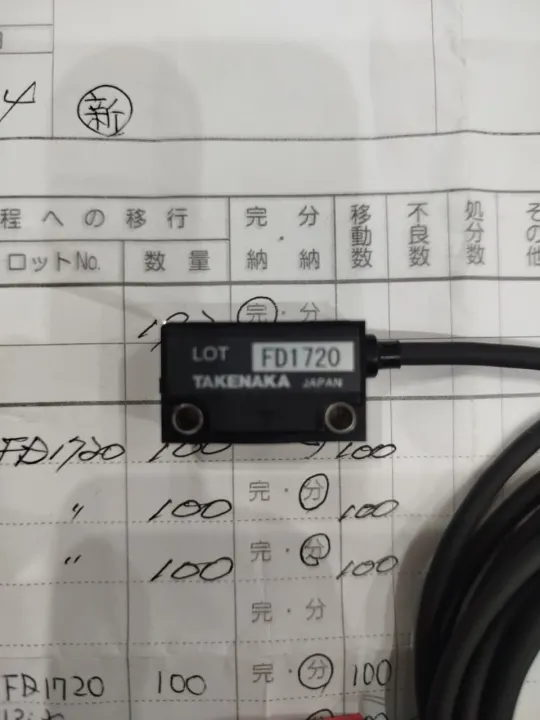 新
程への移行 完・分納 移動数 不良数 処分数 その他
ロットNo. 数量 納
完・分
LOT FD1720
TAKENAKA JAPAN
FD1720 100 100
〃 100 完・分 100
〃 100 完・分 100
完・分
FD1720 100 完・分 100